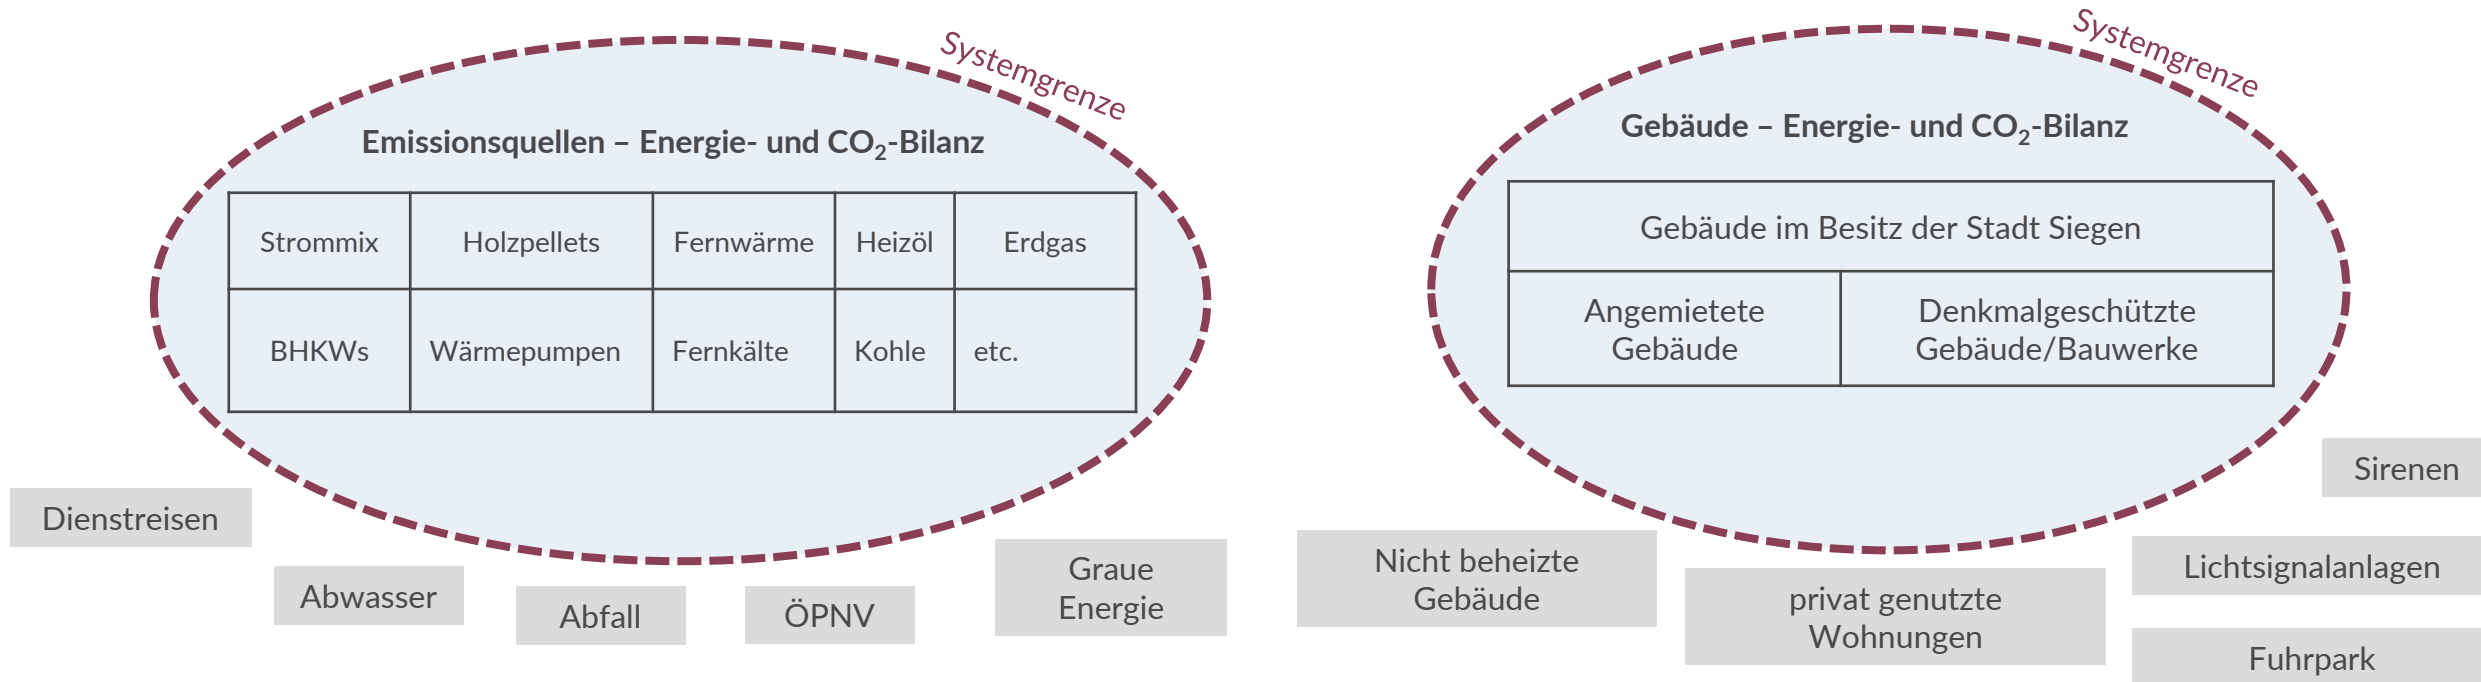 Systemgrenze
Emissionsquellen – Energie- und CO₂-Bilanz
Strommix
Holzpellets
Fernwärme
Heizöl
Erdgas
BHKWs
Wärmepumpen
Fernkälte
Kohle
etc.
Dienstreisen
Abwasser
Abfall
ÖPNV
Graue
Energie
Systemgrenze
Gebäude – Energie- und CO₂-Bilanz
Gebäude im Besitz der Stadt Siegen
Angemietete
Gebäude
Denkmalgeschützte
Gebäude/Bauwerke
Nicht beheizte
Gebäude
privat genutzte
Wohnungen
Sirenen
Lichtsignalanlagen
Fuhrpark